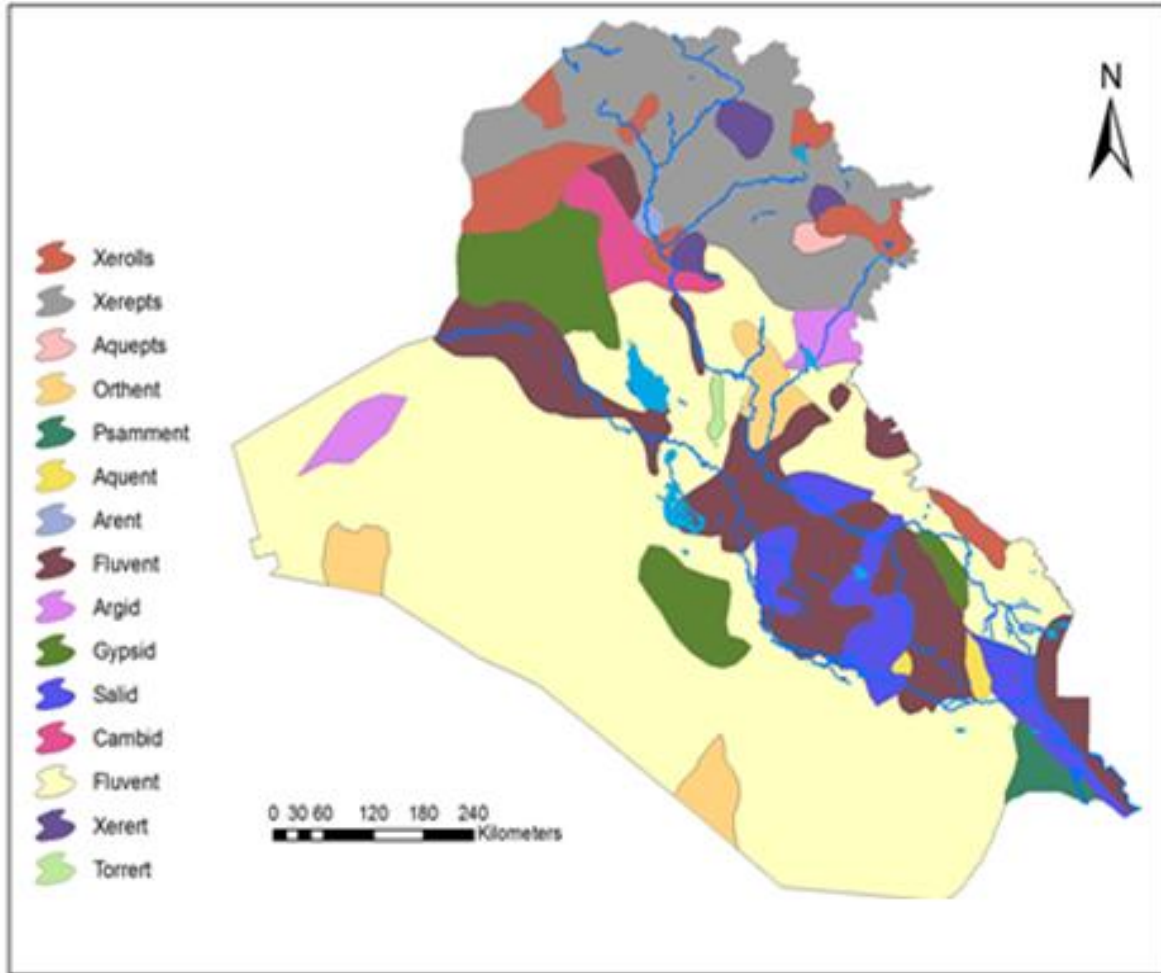 N
Xerolls
Xerepts
Aquepts
Orthent
Psamment
Aquent
Arent
Fluvent
Argid
Gypsid
Salid
Cambid
Fluvent
Xerert
Torrert
0 30 60 120 180 240
Kilometers